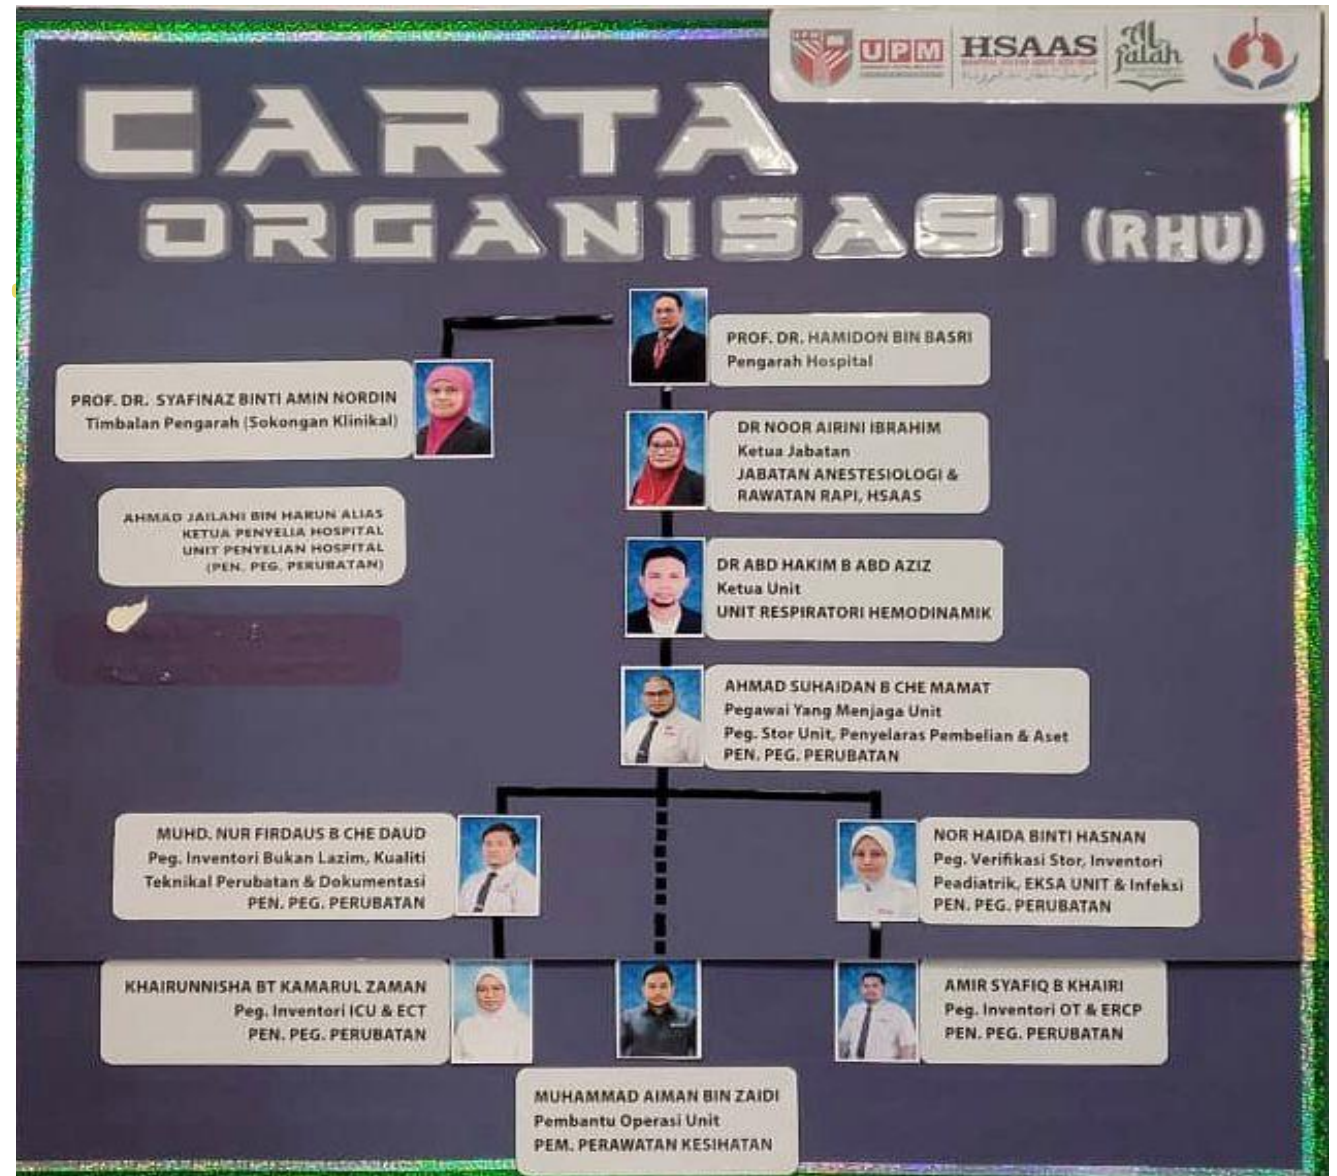 UPM
HSAAS
Al
falah
CARTA
ORGANISASI (RHU)
PROF. DR. HAMIDON BIN BASRI
Pengarah Hospital
PROF. DR. SYAFINAZ BINTI AMIN NORDIN
Timbalan Pengarah (Sokongan Klinikal)
DR NOOR AIRINI IBRAHIM
Ketua Jabatan
JABATAN ANESTESIOLOGI &
RAWATAN RAPI, HSAAS
AHMAD JAILANI BIN HARUN ALIAS
KETUA PENYELIA HOSPITAL
UNIT PENYELIAN HOSPITAL
(PEN. PEG. PERUBATAN)
DR ABD HAKIM B ABD AZIZ
Ketua Unit
UNIT RESPIRATORI HEMODINAMIK
AHMAD SUHAIDAN B CHE MAMAT
Pegawai Yang Menjaga Unit
Peg. Stor Unit, Penyelaras Pembelian & Aset
PEN. PEG. PERUBATAN
MUHD. NUR FIRDAUS B CHE DAUD
Peg. Inventori Bukan Lazim, Kualiti
Teknikal Perubatan & Dokumentasi
PEN. PEG. PERUBATAN
NOR HAIDA BINTI HASNAN
Peg. Verifikasi Stor, Inventori
Peadiatrik, EKSA UNIT & Infeksi
PEN. PEG. PERUBATAN
KHAIRUNNISHA BT KAMARUL ZAMAN
Peg. Inventori ICU & ECT
PEN. PEG. PERUBATAN
AMIR SYAFIQ B KHAIRI
Peg. Inventori OT & ERCP
PEN. PEG. PERUBATAN
MUHAMMAD AIMAN BIN ZAIDI
Pembantu Operasi Unit
PEM. PERAWATAN KESIHATAN